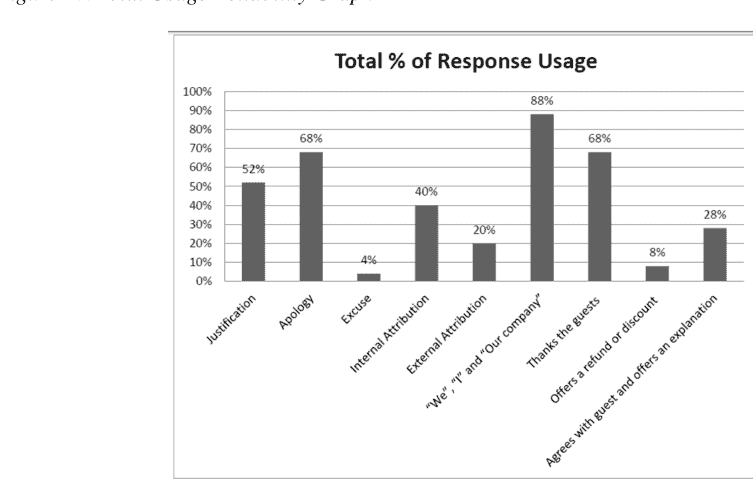 Total % of Response Usage
100%
90%
80%
70%
60%
50%
40%
30%
20%
10%
0%
52%
68%
4%
40%
20%
88%
68%
8%
28%
Justification
Apology
Excuse
Internal Attribution
External Attribution
“We”, “I” and “Our company”
Thanks the guests
Offers a refund or discount
Agrees with guest and offers an explanation